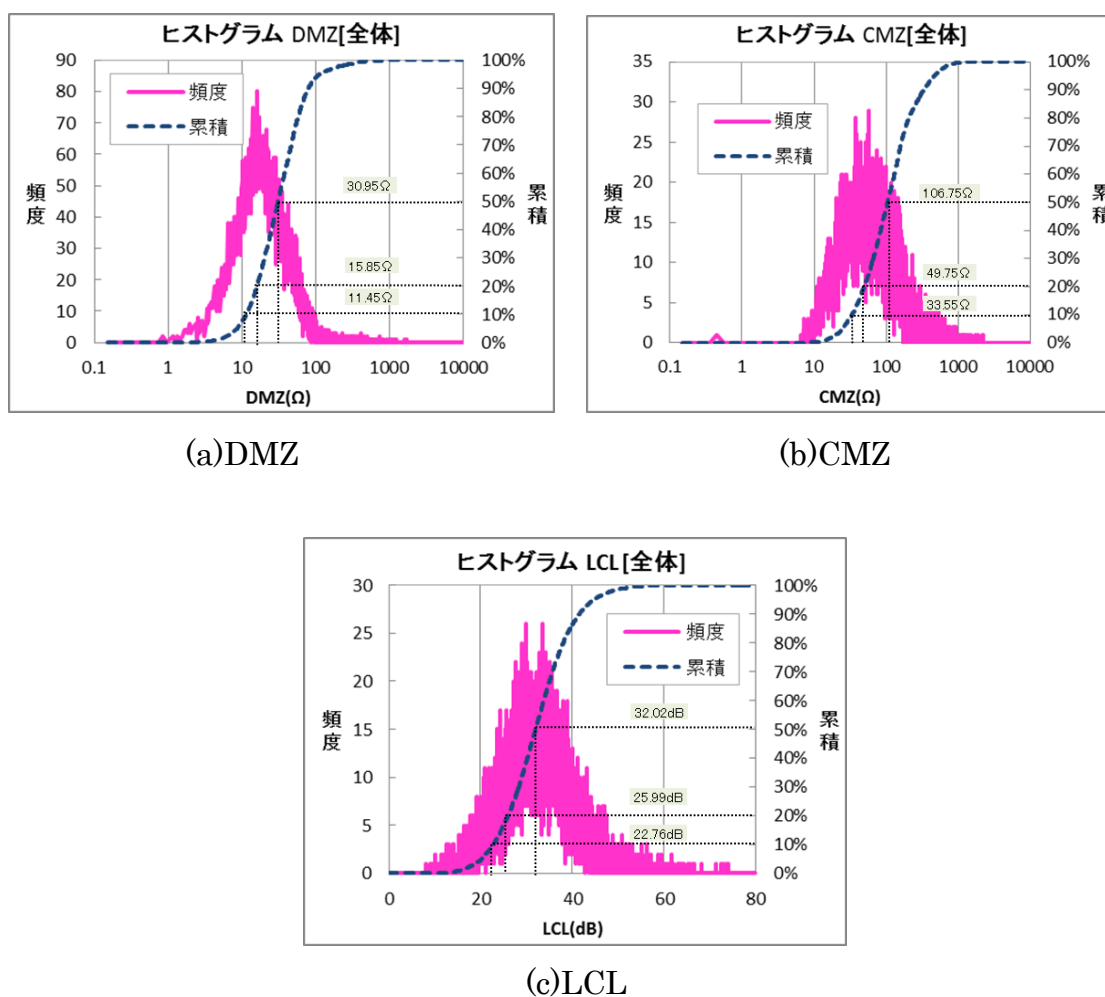 ヒストグラム DMZ[全体]
頻度
累積
90
80
70
60
50
40
30
20
10
0
100%
90%
80%
70%
60%
50%
40%
30%
20%
10%
0%
頻度
累積
30.95Ω
15.85Ω
11.45Ω
0.1 1 10 100 1000 10000
DMZ(Ω)
(a)DMZ
ヒストグラム CMZ[全体]
頻度
累積
35
30
25
20
15
10
5
0
100%
90%
80%
70%
60%
50%
40%
30%
20%
10%
0%
頻度
累積
106.75Ω
49.75Ω
33.55Ω
0.1 1 10 100 1000 10000
CMZ(Ω)
(b)CMZ
ヒストグラム LCL[全体]
頻度
累積
30
25
20
15
10
5
0
100%
90%
80%
70%
60%
50%
40%
30%
20%
10%
0%
頻度
累積
32.02dB
25.99dB
22.76dB
0 20 40 60 80
LCL(dB)
(c)LCL